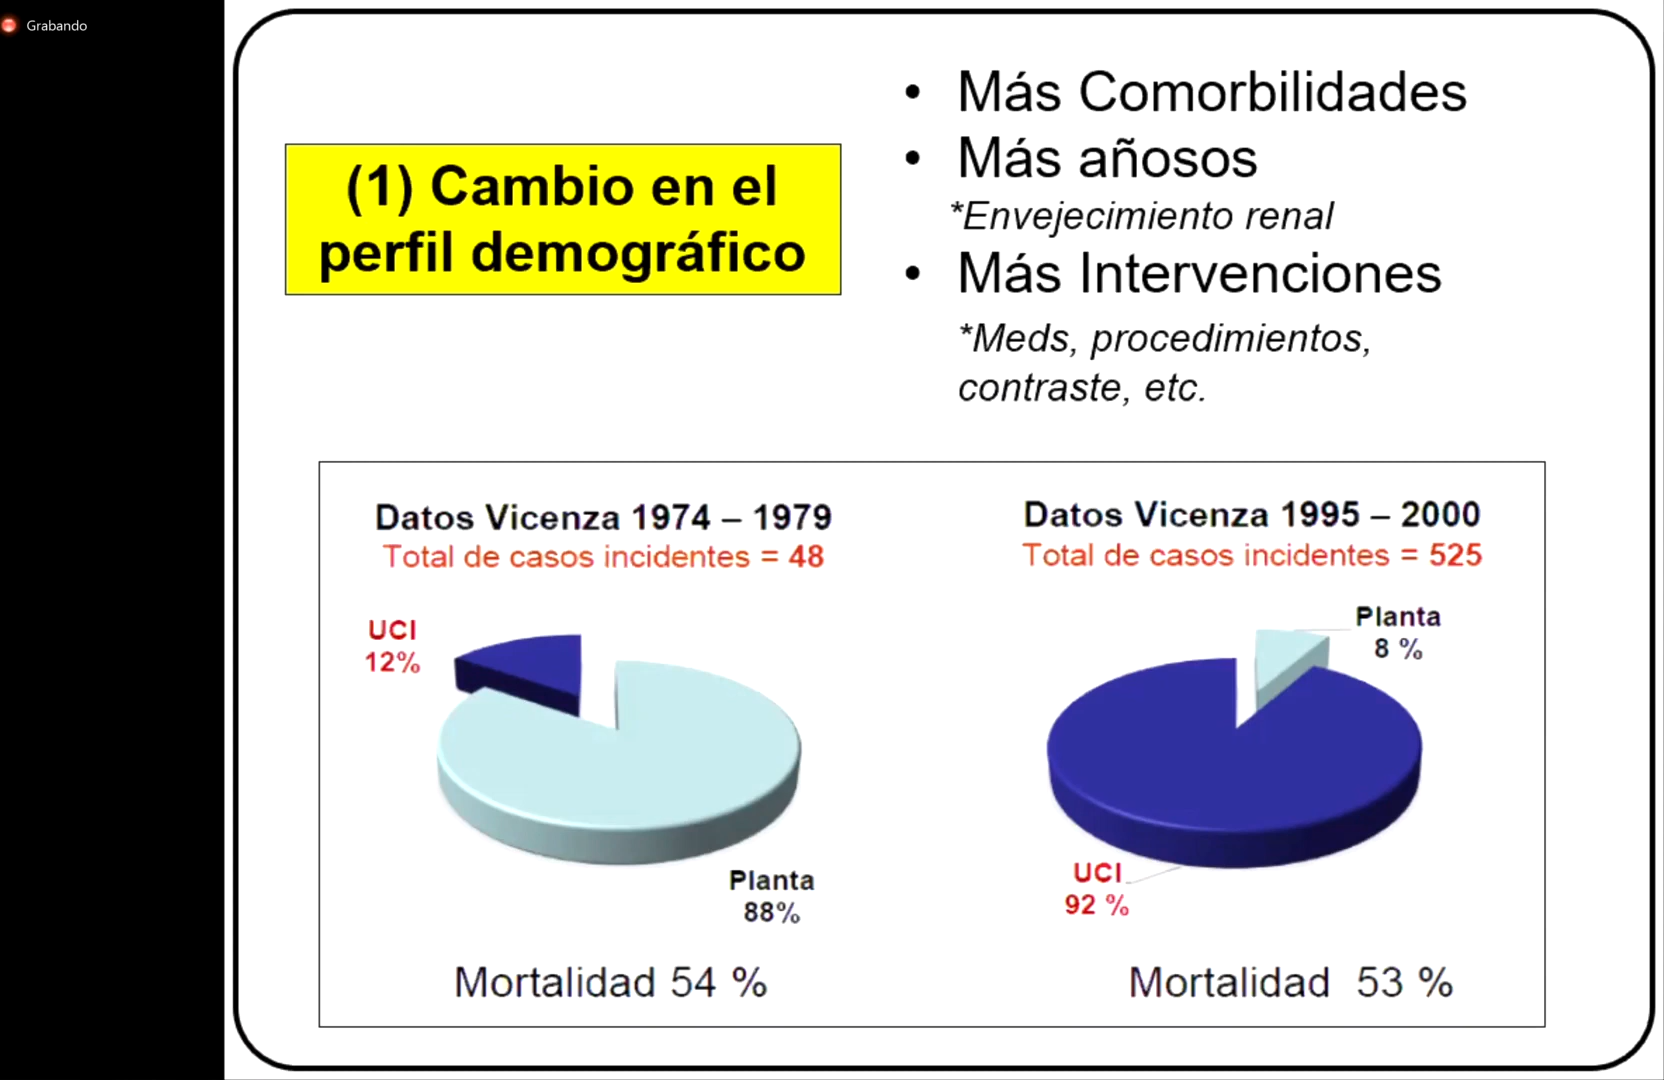 Grabando
(1) Cambio en el
perfil demográfico
• Más Comorbilidades
• Más añosos
*Envejecimiento renal
• Más Intervenciones
*Meds, procedimientos,
contraste, etc.
Datos Vicenza 1974 – 1979
Total de casos incidentes = 48
UCI
12%
Planta
88%
Mortalidad 54 %
Datos Vicenza 1995 – 2000
Total de casos incidentes = 525
Planta
8 %
UCI
92 %
Mortalidad 53 %